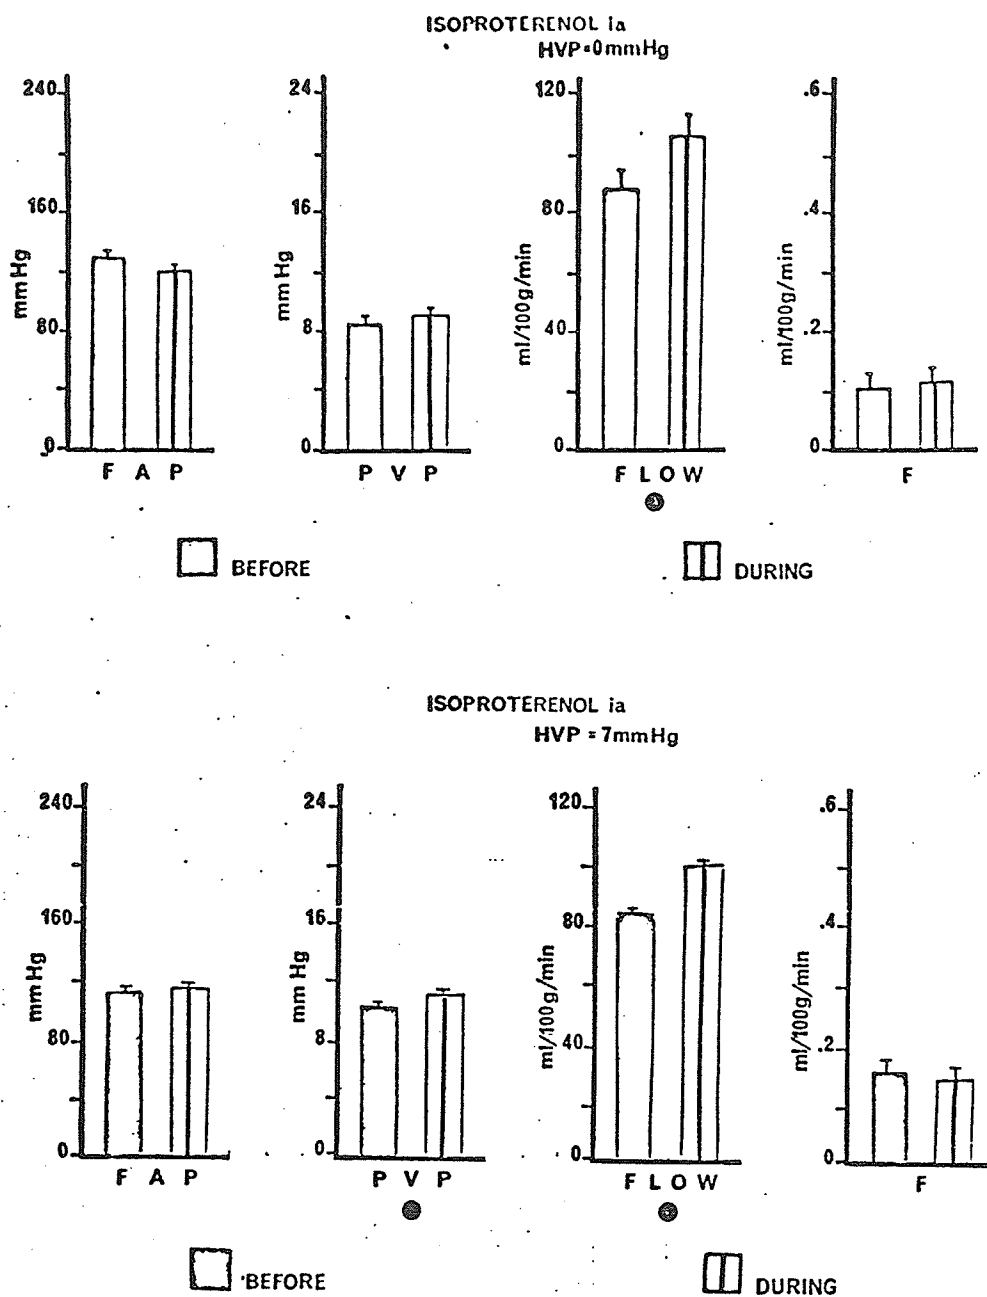 ISOPROTERENOL ia
HVP=0mmHg
240 160 80 0
mm Hg
F A P
24 16 8 0
mm Hg
P V P
120 80 40 0
ml/100g/min
F L O W
.6 .4 .2 0
ml/100g/min
F
BEFORE
DURING
ISOPROTERENOL ia
HVP = 7mmHg
240 160 80 0
mm Hg
F A P
24 16 8 0
mm Hg
P V P
120 80 40 0
ml/100g/min
F L O W
.6 .4 .2 0
ml/100g/min
F
BEFORE
DURING